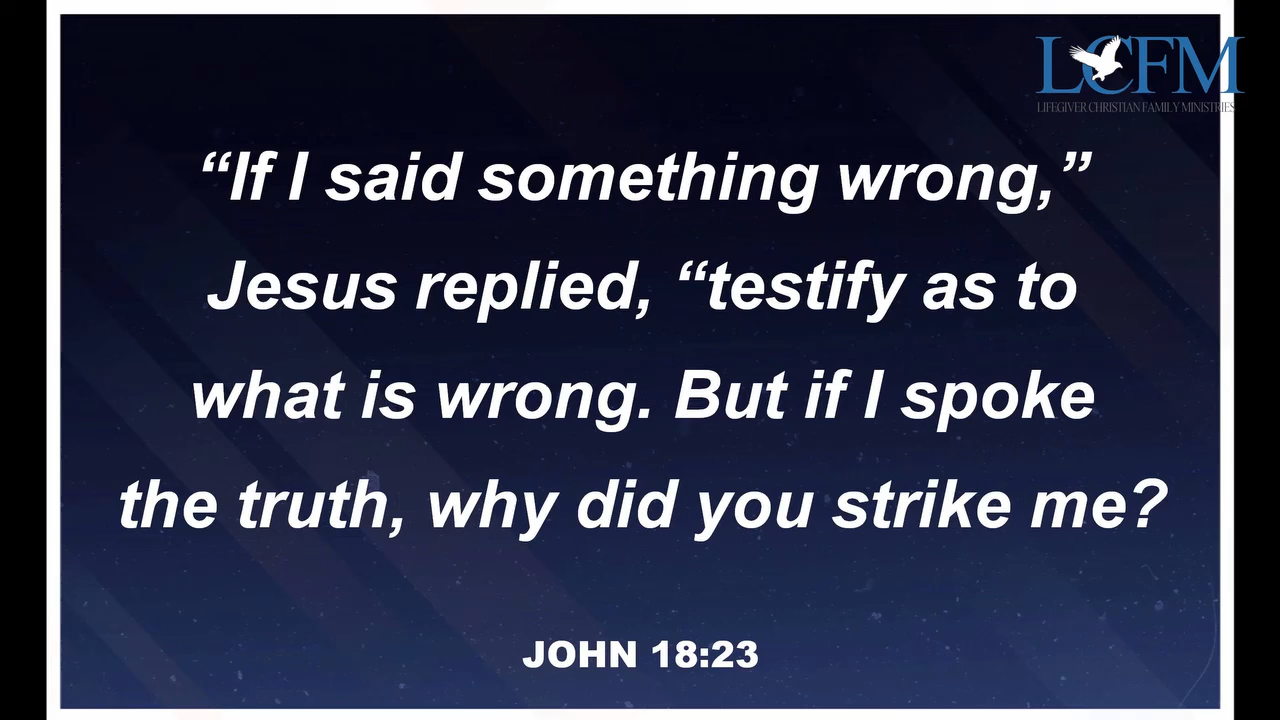 LCFM
LIFEGIVER CHRISTIAN FAMILY MINISTRIES
“If I said something wrong,”
Jesus replied, “testify as to
what is wrong. But if I spoke
the truth, why did you strike me?
JOHN 18:23